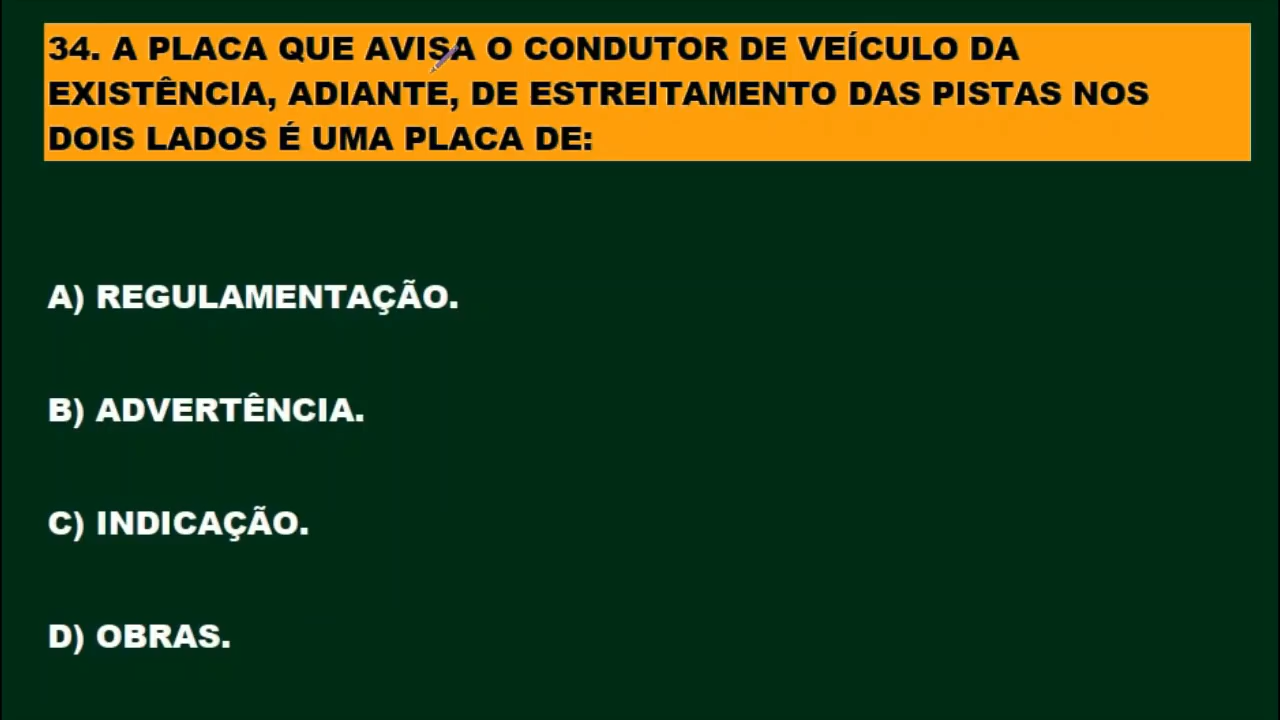 34. A PLACA QUE AVISA O CONDUTOR DE VEÍCULO DA
EXISTÊNCIA, ADIANTE, DE ESTREITAMENTO DAS PISTAS NOS
DOIS LADOS É UMA PLACA DE:
A) REGULAMENTAÇÃO.
B) ADVERTÊNCIA.
C) INDICAÇÃO.
D) OBRAS.